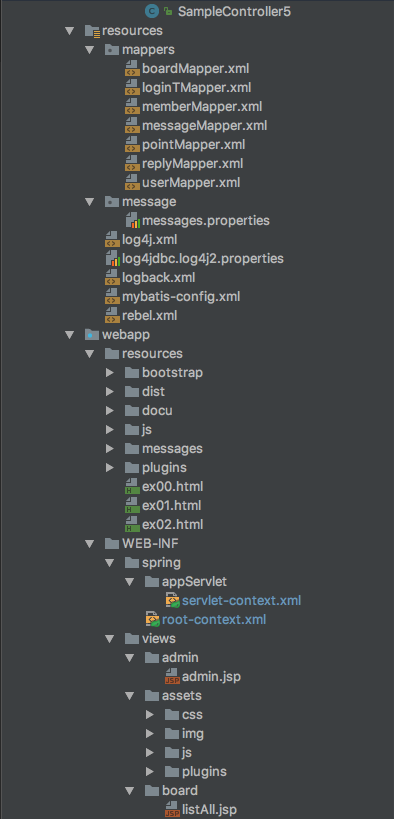 SampleController5
resources
mappers
boardMapper.xml
loginTMapper.xml
memberMapper.xml
messageMapper.xml
pointMapper.xml
replyMapper.xml
userMapper.xml
message
messages.properties
log4j.xml
log4jdbc.log4j2.properties
logback.xml
mybatis-config.xml
rebel.xml
webapp
resources
bootstrap
dist
docu
js
messages
plugins
ex00.html
ex01.html
ex02.html
WEB-INF
spring
appServlet
servlet-context.xml
root-context.xml
views
admin
admin.jsp
assets
css
img
js
plugins
board
listAll.jsp